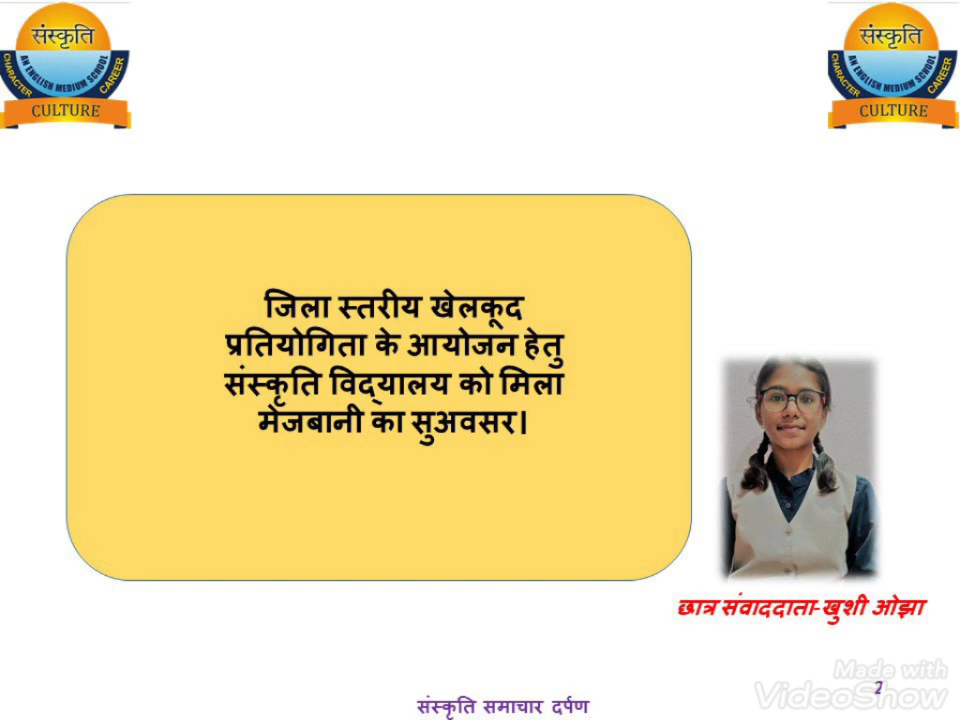 संस्कृति
AN ENGLISH MEDIUM SCHOOL
CHARACTER
CAREER
CULTURE
संस्कृति
AN ENGLISH MEDIUM SCHOOL
CHARACTER
CAREER
CULTURE
जिला स्तरीय खेलकूद
प्रतियोगिता के आयोजन हेतु
संस्कृति विद्यालय को मिला
मेजबानी का सुअवसर।
छात्र संवाददाता-खुशी ओझा
संस्कृति समाचार दर्पण
2
Made with
VideoShow